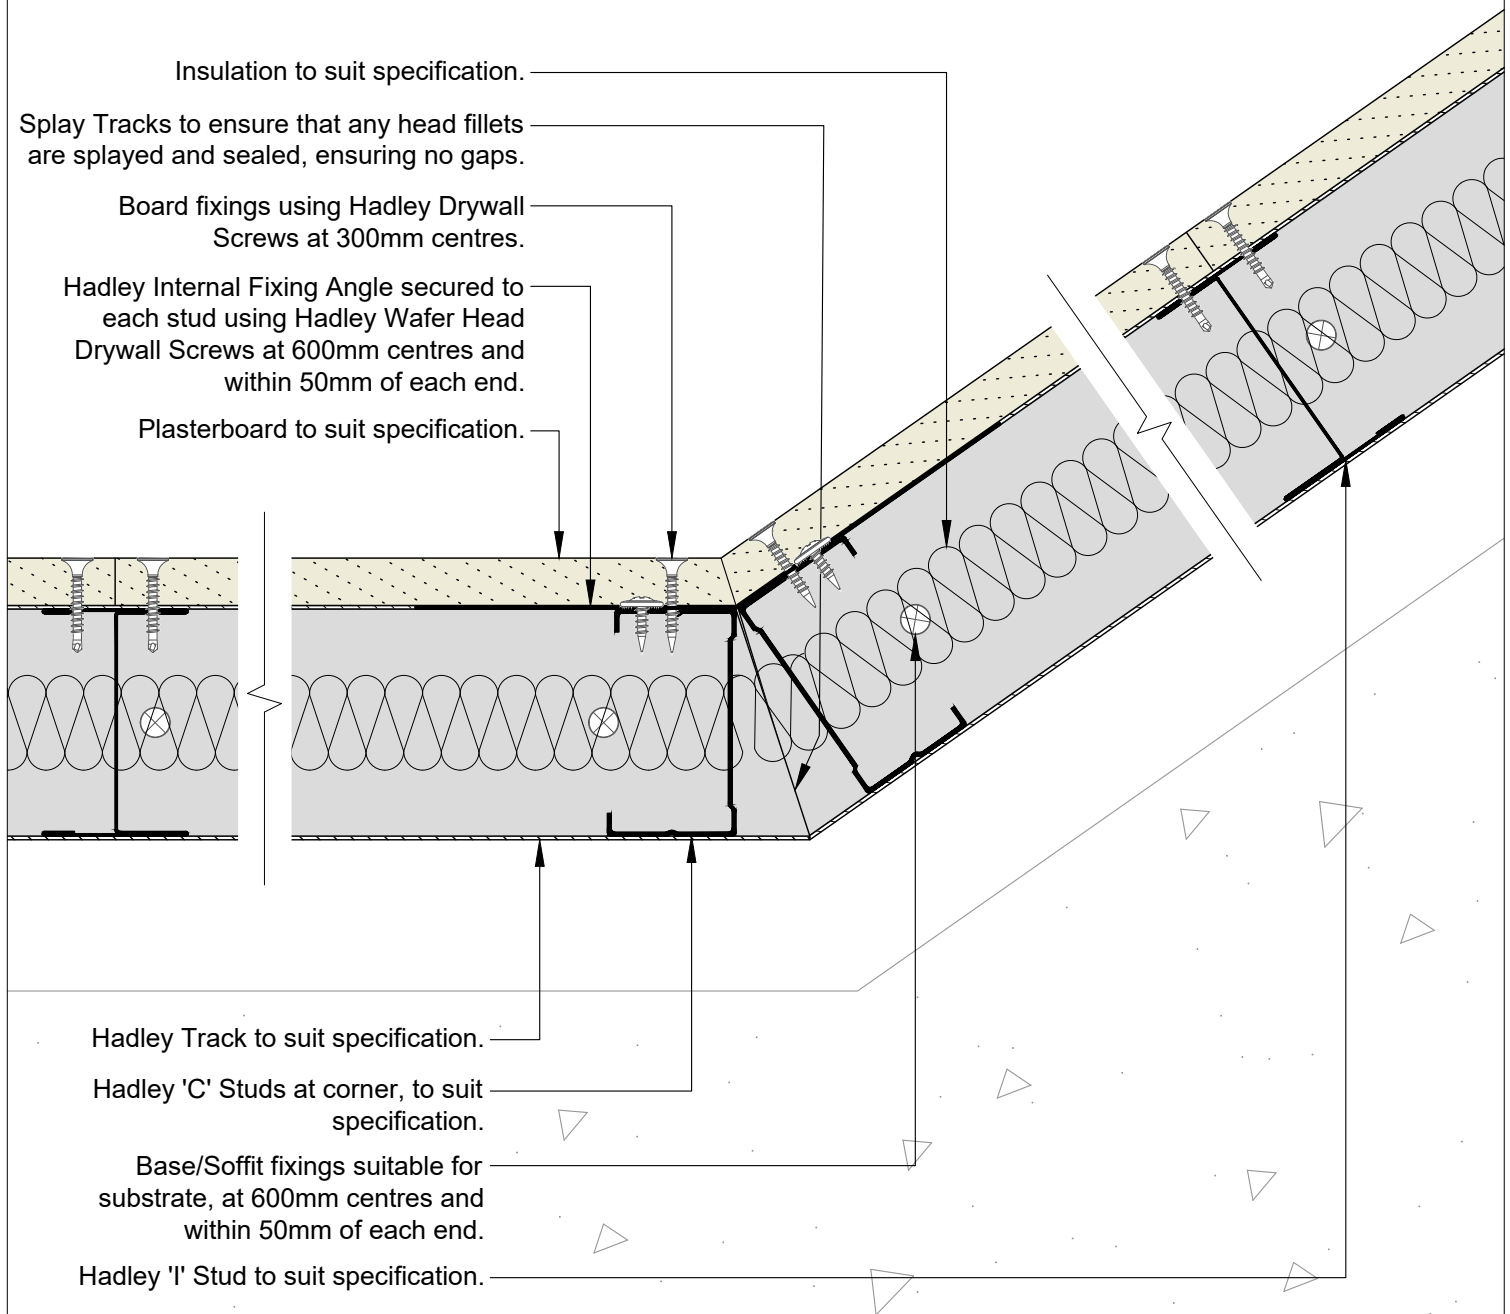 Insulation to suit specification.
Splay Tracks to ensure that any head fillets
are splayed and sealed, ensuring no gaps.
Board fixings using Hadley Drywall
Screws at 300mm centres.
Hadley Internal Fixing Angle secured to
each stud using Hadley Wafer Head
Drywall Screws at 600mm centres and
within 50mm of each end.
Plasterboard to suit specification.
Hadley Track to suit specification.
Hadley 'C' Studs at corner, to suit
specification.
Base/Soffit fixings suitable for
substrate, at 600mm centres and
within 50mm of each end.
Hadley 'I' Stud to suit specification.